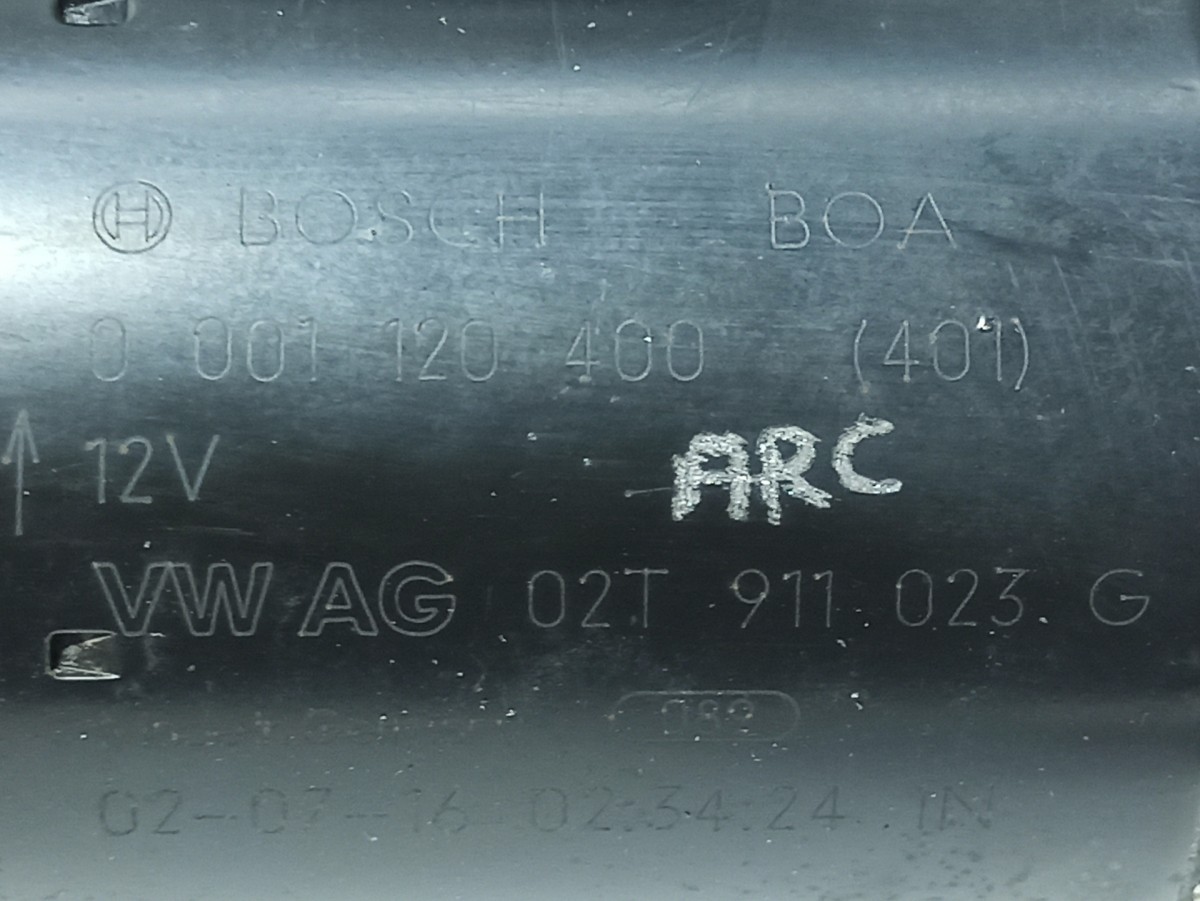 BOSCH BOA
0 001 120 400 (401)
12V
ARC
VW AG 02T 911 023 G
089
02-07-16 02:34:24 IN